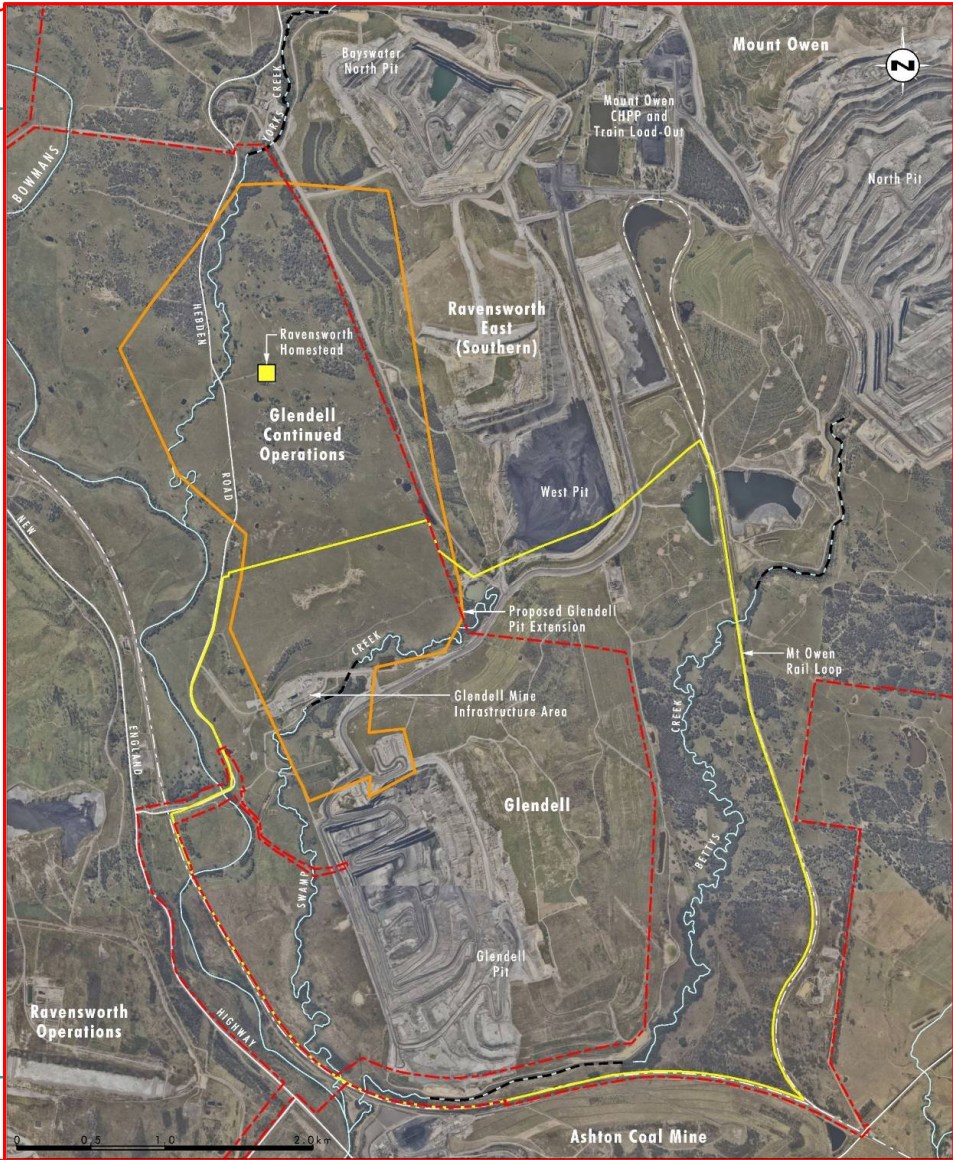 Bayswater
North Pit
Mount Owen
N
Mount Owen
CHPP and
Train Load-Out
North Pit
YORKS CREEK
BOWMANS
HEBDEN
ROAD
Ravensworth
Homestead
Ravensworth
East
(Southern)
Glendell
Continued
Operations
West Pit
NEW
ENGLAND
HIGHWAY
Proposed Glendell
Pit Extension
CREEK
Mt Owen
Rail Loop
Glendell Mine
Infrastructure Area
CREEK
BETTYS
Glendell
SWAMP
Glendell
Pit
Ravensworth
Operations
Ashton Coal Mine
0 0.5 1.0 2.0km